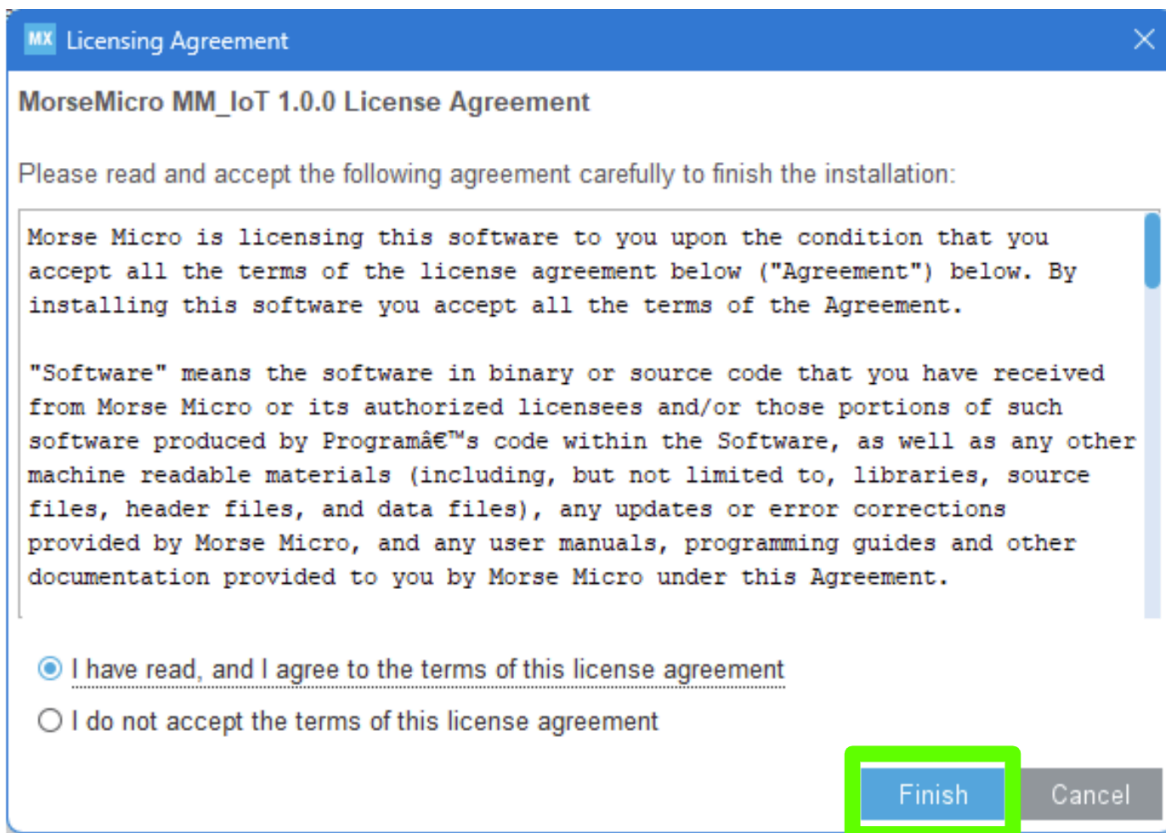 MX Licensing Agreement
MorseMicro MM_IoT 1.0.0 License Agreement
Please read and accept the following agreement carefully to finish the installation:
Morse Micro is licensing this software to you upon the condition that you
accept all the terms of the license agreement below ("Agreement") below. By
installing this software you accept all the terms of the Agreement.
"Software" means the software in binary or source code that you have received
from Morse Micro or its authorized licensees and/or those portions of such
software produced by Programâ€™s code within the Software, as well as any other
machine readable materials (including, but not limited to, libraries, source
files, header files, and data files), any updates or error corrections
provided by Morse Micro, and any user manuals, programming guides and other
documentation provided to you by Morse Micro under this Agreement.
I have read, and I agree to the terms of this license agreement
I do not accept the terms of this license agreement
Finish Cancel